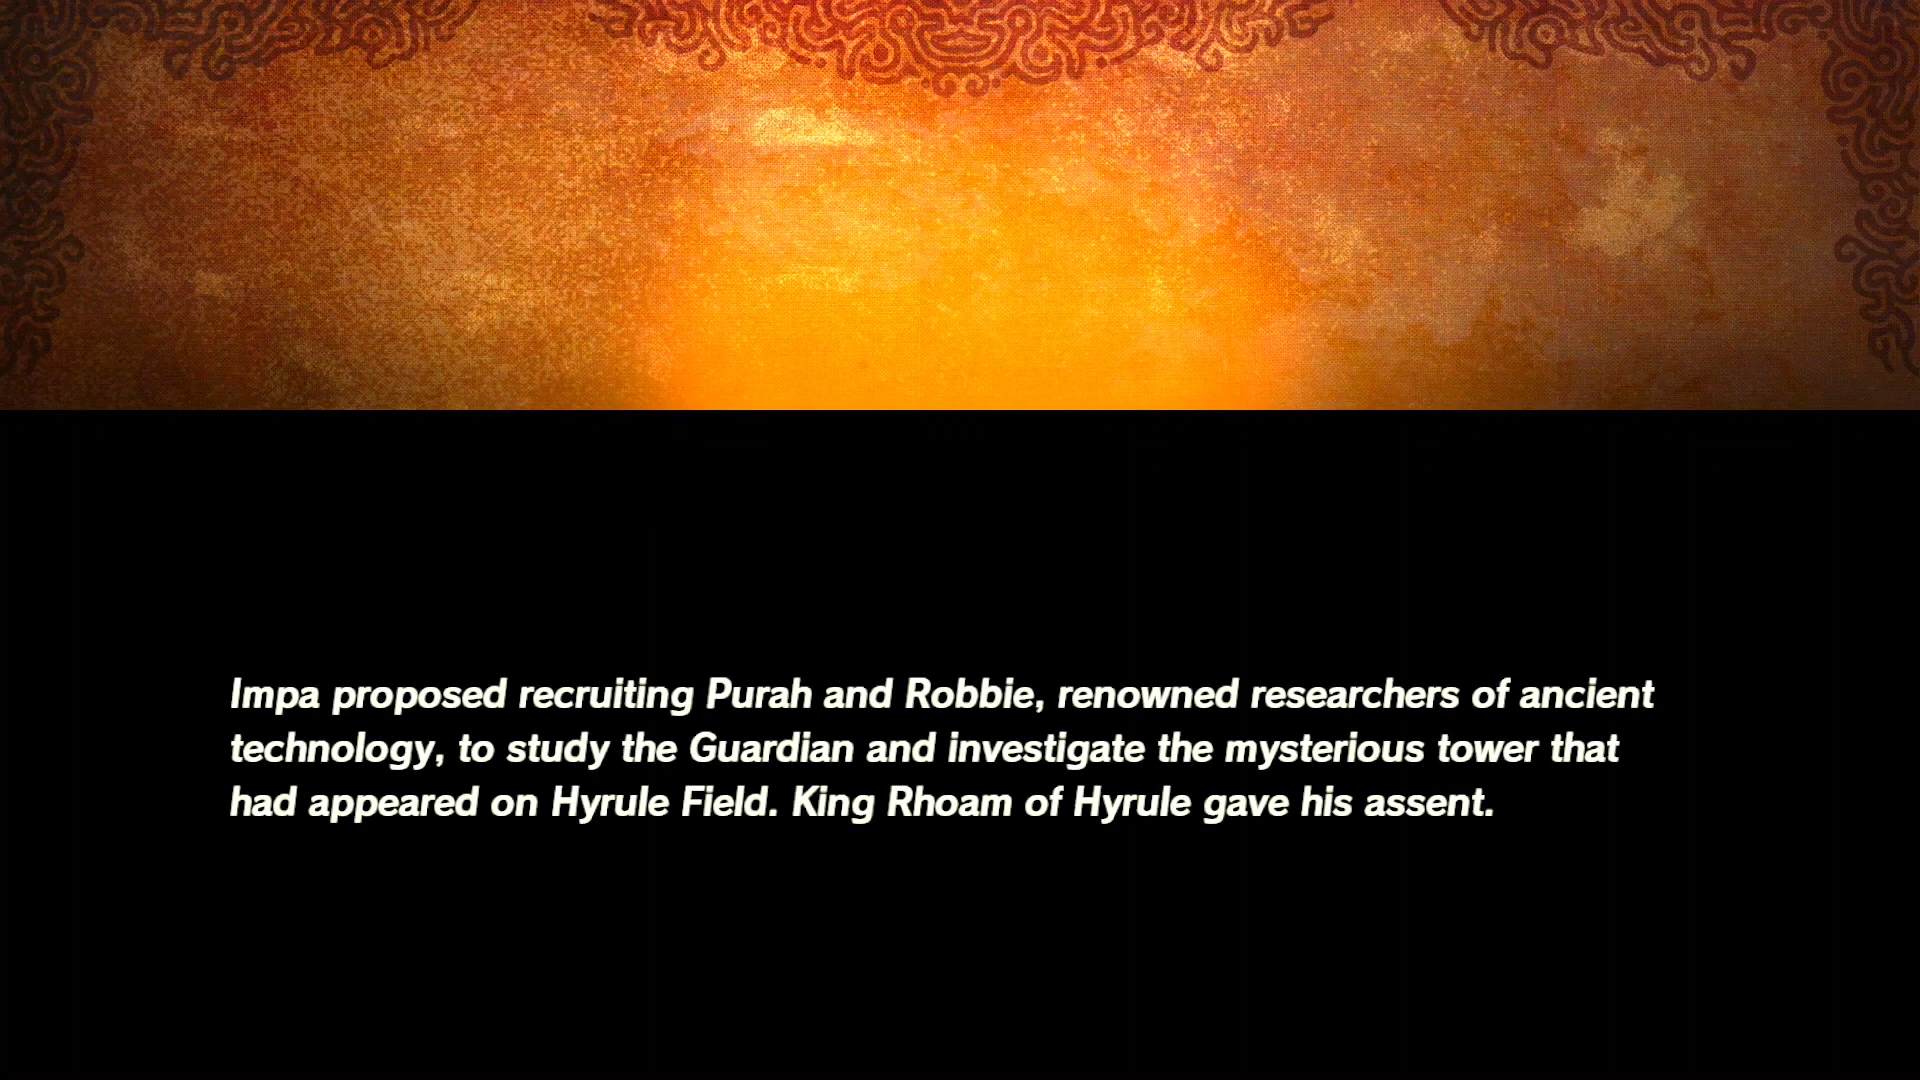 Impa proposed recruiting Purah and Robbie, renowned researchers of ancient
technology, to study the Guardian and investigate the mysterious tower that
had appeared on Hyrule Field. King Rhoam of Hyrule gave his assent.